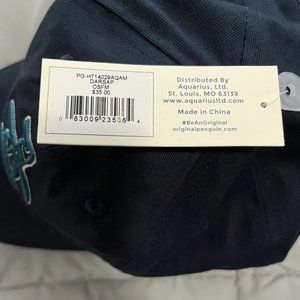 PG-HT14029AQAM
DARSAP
OSFM
$35.00
0 83009 23536 4
Distributed By
Aquarius, Ltd.
St. Louis, MO 63139
www.aquariusltd.com
Made in China
#BeAnOriginal
originalpenguin.com